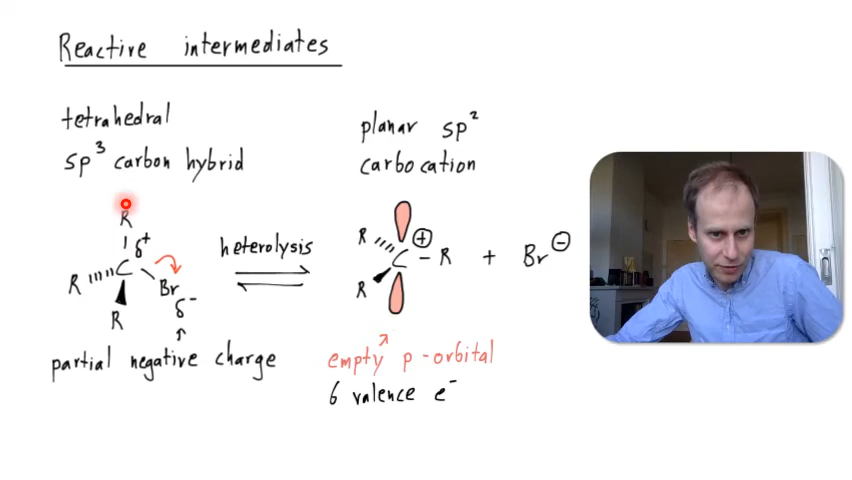 Reactive intermediates
tetrahedral
sp³ carbon hybrid
R
δ+
R C Br
R δ-
partial negative charge
heterolysis
planar sp²
carbocation
R ⊕
C - R + Br⊖
R
empty p-orbital
6 valence e⁻